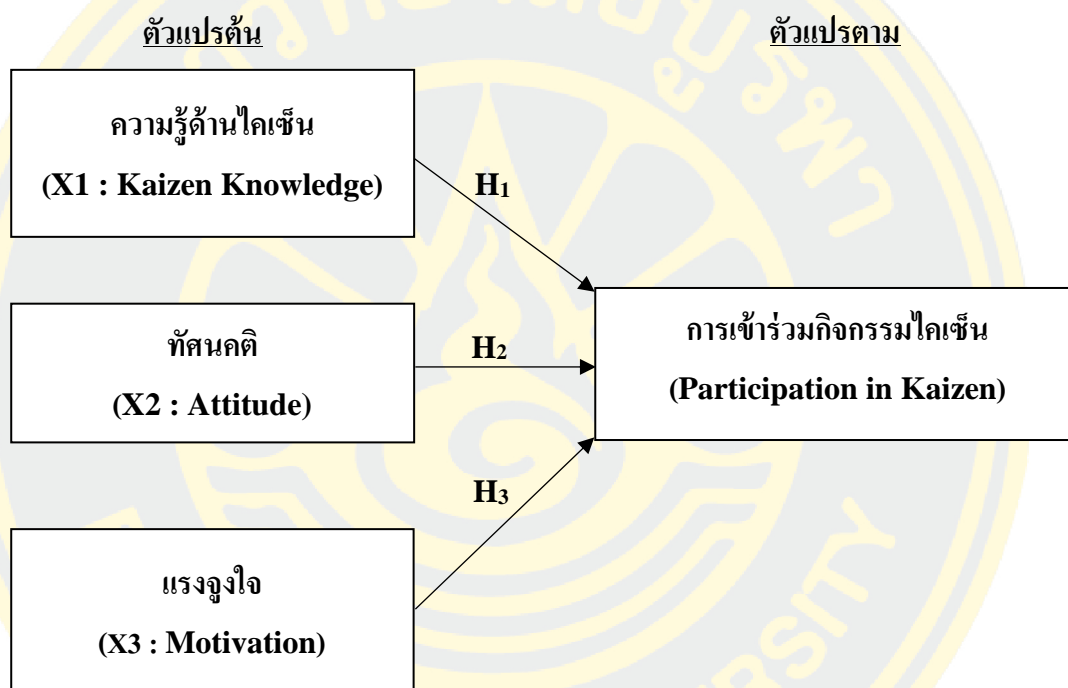 ตัวแปรต้น
ตัวแปรตาม
ความรู้ด้านไคเซ็น
(X1 : Kaizen Knowledge)
H1
ทัศนคติ
(X2 : Attitude)
H2
การเข้าร่วมกิจกรรมไคเซ็น
(Participation in Kaizen)
H3
แรงจูงใจ
(X3 : Motivation)